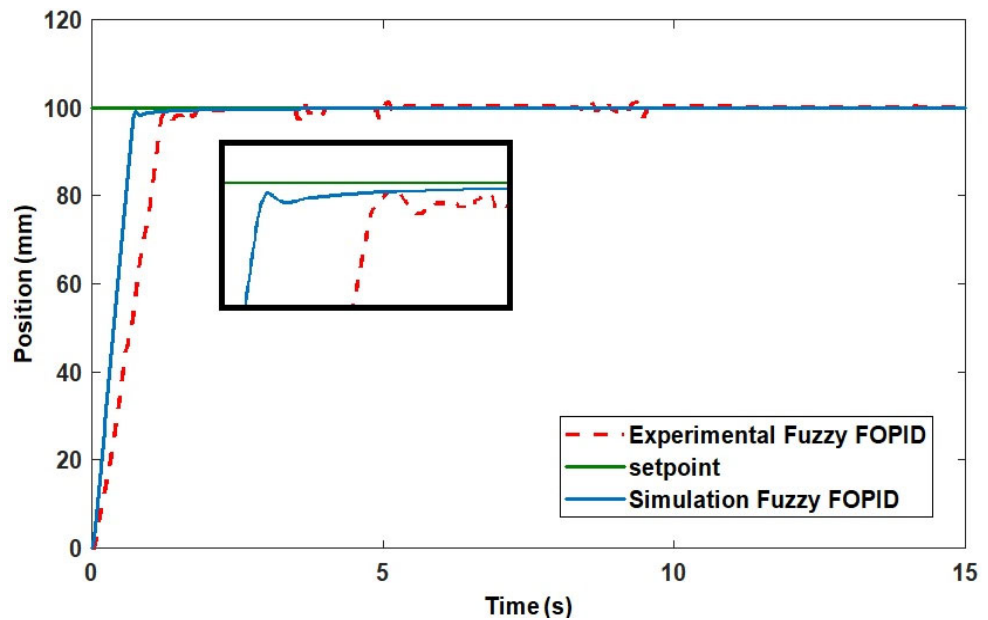 120
100
80
60
40
20
0
Position (mm)
0
5
10
15
Time (s)
Experimental Fuzzy FOPID
setpoint
Simulation Fuzzy FOPID